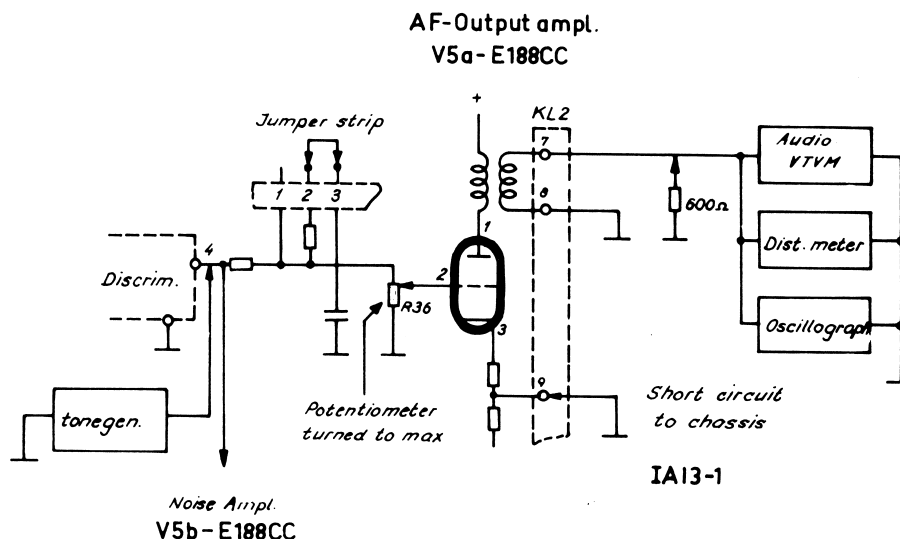 AF-Output ampl.
V5a-E188CC
Jumper strip
1 2 3
+
KL2
7
8
1
2
3
9
4
Discrim.
R36
600Ω
Audio
VTVM
Dist. meter
Oscillograph
tonegen.
Potentiometer
turned to max
Short circuit
to chassis
IA13-1
Noise Ampl.
V5b-E188CC